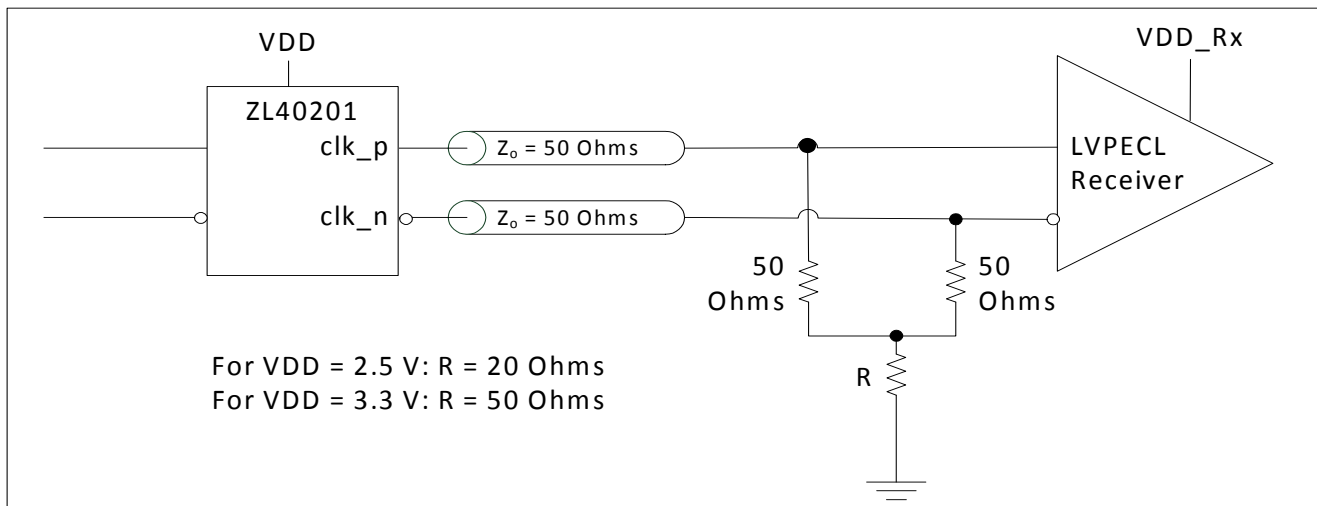 VDD
VDD_Rx
ZL40201
clk_p
Zo = 50 Ohms
LVPECL
Receiver
clk_n
Zo = 50 Ohms
50
Ohms
50
Ohms
For VDD = 2.5 V: R = 20 Ohms
For VDD = 3.3 V: R = 50 Ohms
R